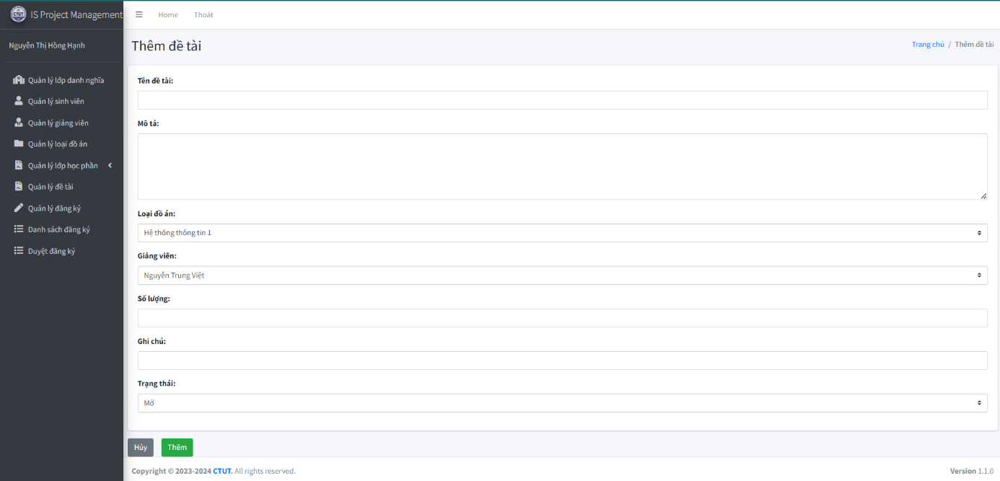 IS Project Management
Home
Thoát
Nguyễn Thị Hồng Hạnh
Quản lý lớp danh nghĩa
Quản lý sinh viên
Quản lý giảng viên
Quản lý loại đồ án
Quản lý lớp học phần
Quản lý đề tài
Quản lý đăng ký
Danh sách đăng ký
Duyệt đăng ký
Thêm đề tài
Trang chủ / Thêm đề tài
Tên đề tài:
Mô tả:
Loại đồ án:
Hệ thống thông tin 1
Giảng viên:
Nguyễn Trung Việt
Số lượng:
Ghi chú:
Trạng thái:
Mở
Hủy
Thêm
Copyright © 2023-2024 CTUT. All rights reserved.
Version 1.1.0